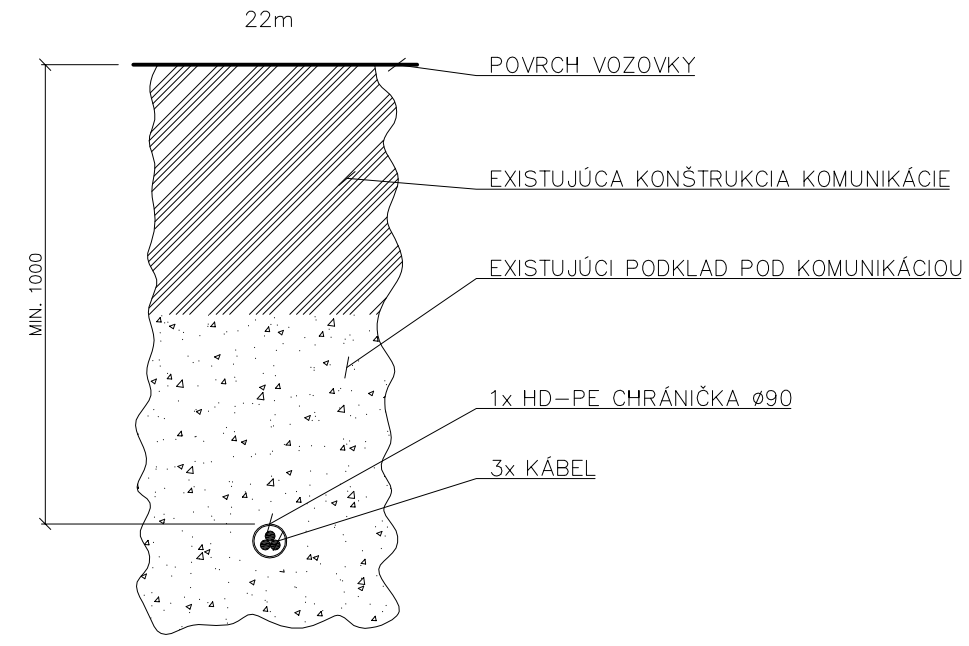 22m
POVRCH VOZOVKY
EXISTUJÚCA KONŠTRUKCIA KOMUNIKÁCIE
EXISTUJÚCI PODKLAD POD KOMUNIKÁCIOU
MIN. 1000
1x HD-PE CHRÁNIČKA Ø90
3x KÁBEL